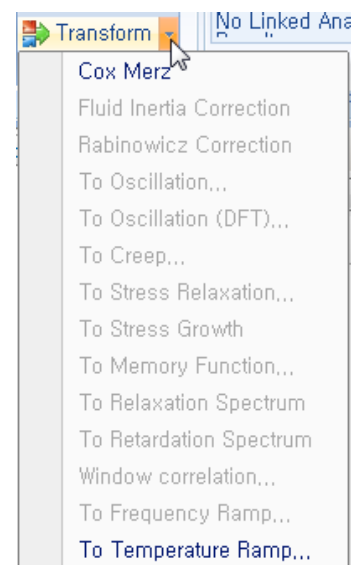 Transform
No Linked Ana
Cox Merz
Fluid Inertia Correction
Rabinowicz Correction
To Oscillation...
To Oscillation (DFT)...
To Creep...
To Stress Relaxation...
To Stress Growth
To Memory Function...
To Relaxation Spectrum
To Retardation Spectrum
Window correlation...
To Frequency Ramp...
To Temperature Ramp...